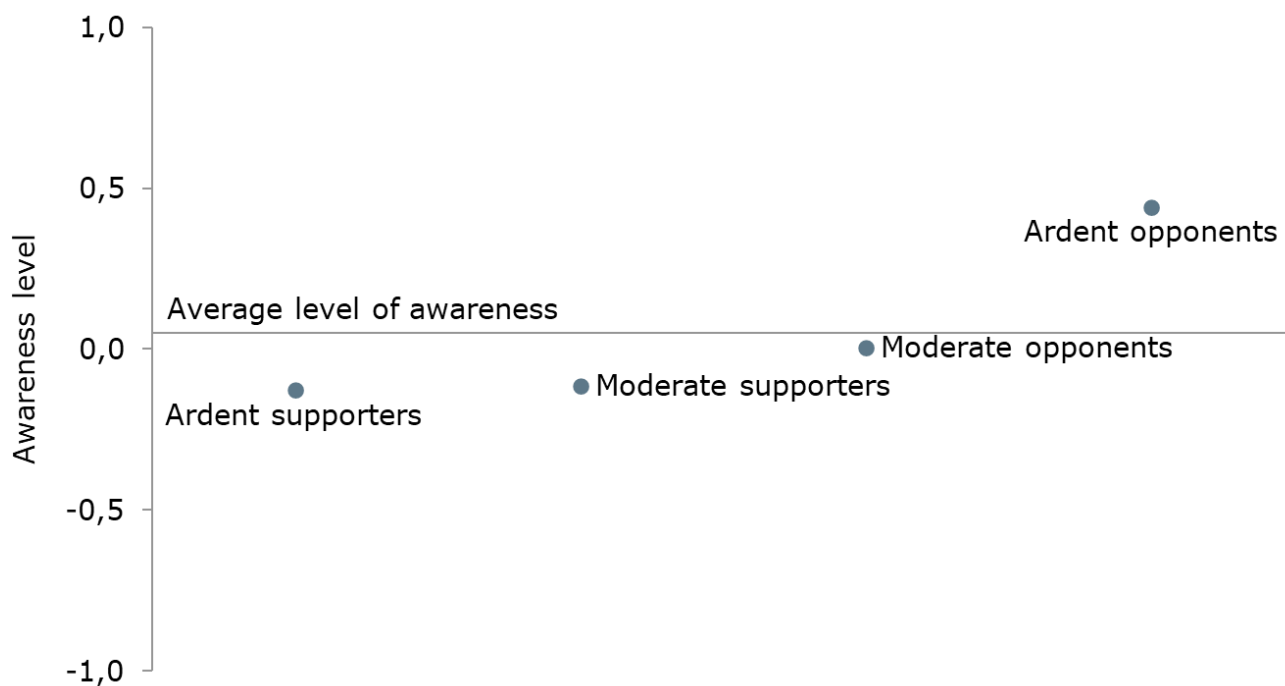 1,0
0,5
Ardent opponents
Average level of awareness
0,0
Moderate opponents
Moderate supporters
Ardent supporters
-0,5
-1,0
Awareness level